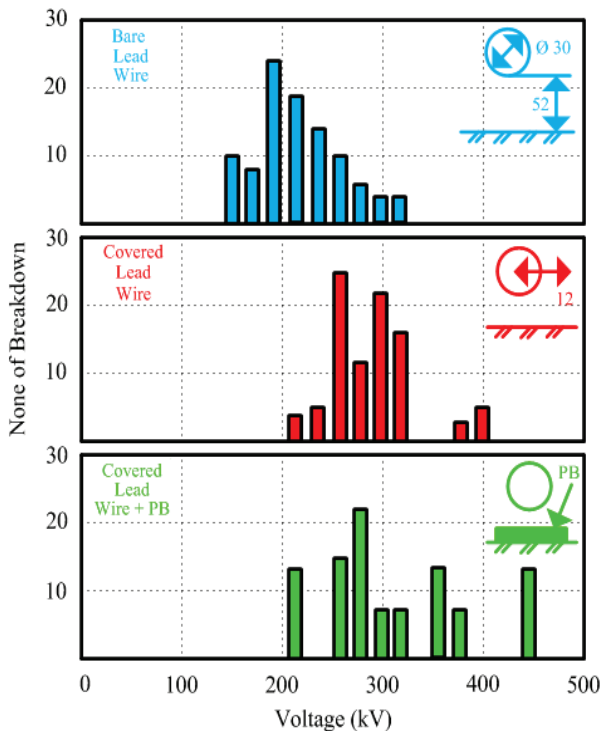 30
20
10
Bare
Lead
Wire
Ø 30
52
30
20
10
Covered
Lead
Wire
12
30
20
10
Covered
Lead
Wire + PB
PB
None of Breakdown
0 100 200 300 400 500
Voltage (kV)